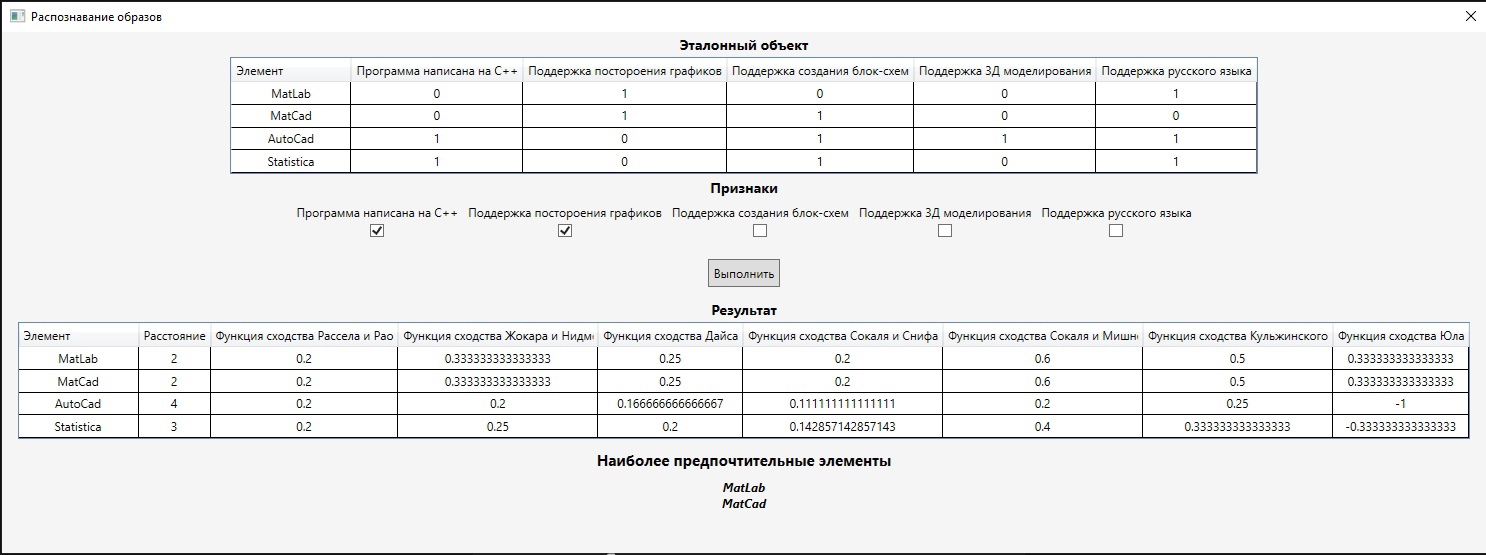 Распознавание образов
Эталонный объект
Элемент Программа написана на C++ Поддержка постороения графиков Поддержка создания блок-схем Поддержка 3Д моделирования Поддержка русского языка
MatLab 0 1 0 0 1
MatCad 0 1 1 0 0
AutoCad 1 0 1 1 1
Statistica 1 0 1 0 1
Признаки
Программа написана на C++ Поддержка постороения графиков Поддержка создания блок-схем Поддержка 3Д моделирования Поддержка русского языка
Выполнить
Результат
Элемент Расстояние Функция сходства Рассела и Рао Функция сходства Жокара и Нидм Функция сходства Дайса Функция сходства Сокаля и Снифа Функция сходства Сокаля и Мишн Функция сходства Кульжинского Функция сходства Юла
MatLab 2 0.2 0.333333333333333 0.25 0.2 0.6 0.5 0.333333333333333
MatCad 2 0.2 0.333333333333333 0.25 0.2 0.6 0.5 0.333333333333333
AutoCad 4 0.2 0.2 0.166666666666667 0.111111111111111 0.2 0.25 -1
Statistica 3 0.2 0.25 0.2 0.142857142857143 0.4 0.333333333333333 -0.333333333333333
Наиболее предпочтительные элементы
MatLab
MatCad